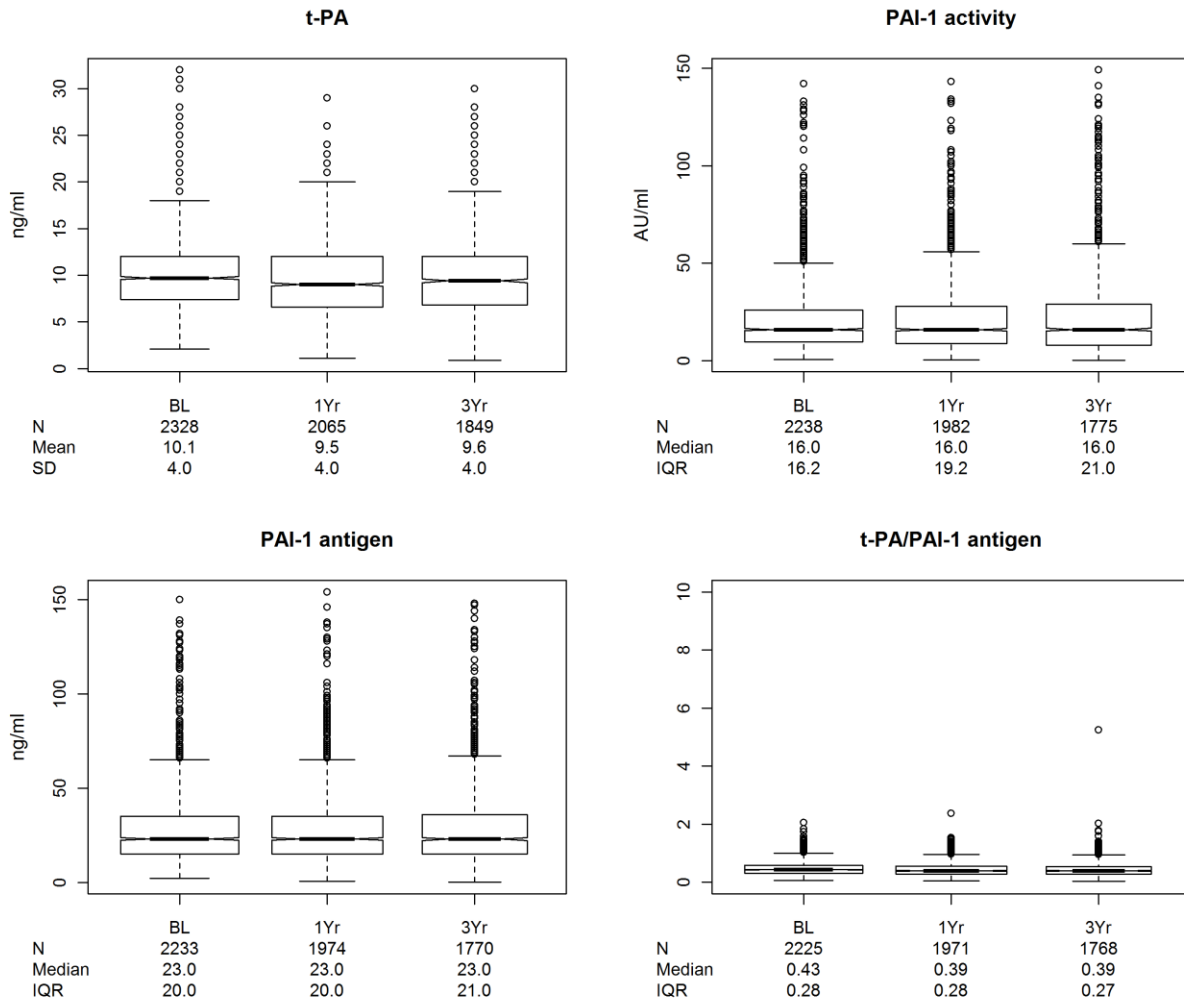 t-PA
ng/ml
30
25
20
15
10
5
0
BL 1Yr 3Yr
N 2328 2065 1849
Mean 10.1 9.5 9.6
SD 4.0 4.0 4.0
PAI-1 activity
AU/ml
150
100
50
0
BL 1Yr 3Yr
N 2238 1982 1775
Median 16.0 16.0 16.0
IQR 16.2 19.2 21.0
PAI-1 antigen
ng/ml
150
100
50
0
BL 1Yr 3Yr
N 2233 1974 1770
Median 23.0 23.0 23.0
IQR 20.0 20.0 21.0
t-PA/PAI-1 antigen
10
8
6
4
2
0
BL 1Yr 3Yr
N 2225 1971 1768
Median 0.43 0.39 0.39
IQR 0.28 0.28 0.27